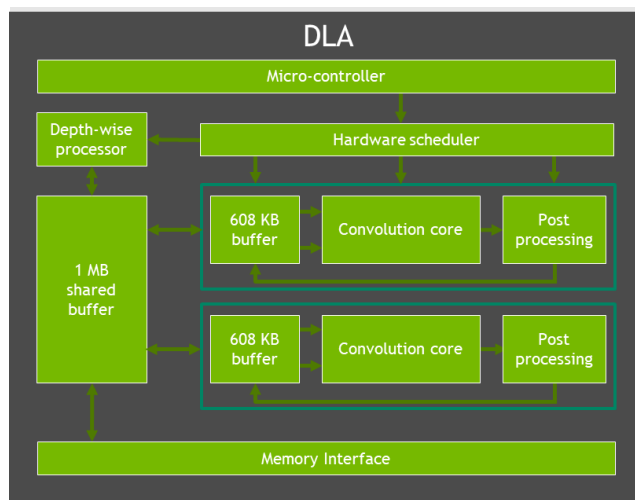 DLA
Micro-controller
Depth-wise
processor
Hardware scheduler
608 KB
buffer
Convolution core
Post
processing
1 MB
shared
buffer
608 KB
buffer
Convolution core
Post
processing
Memory Interface